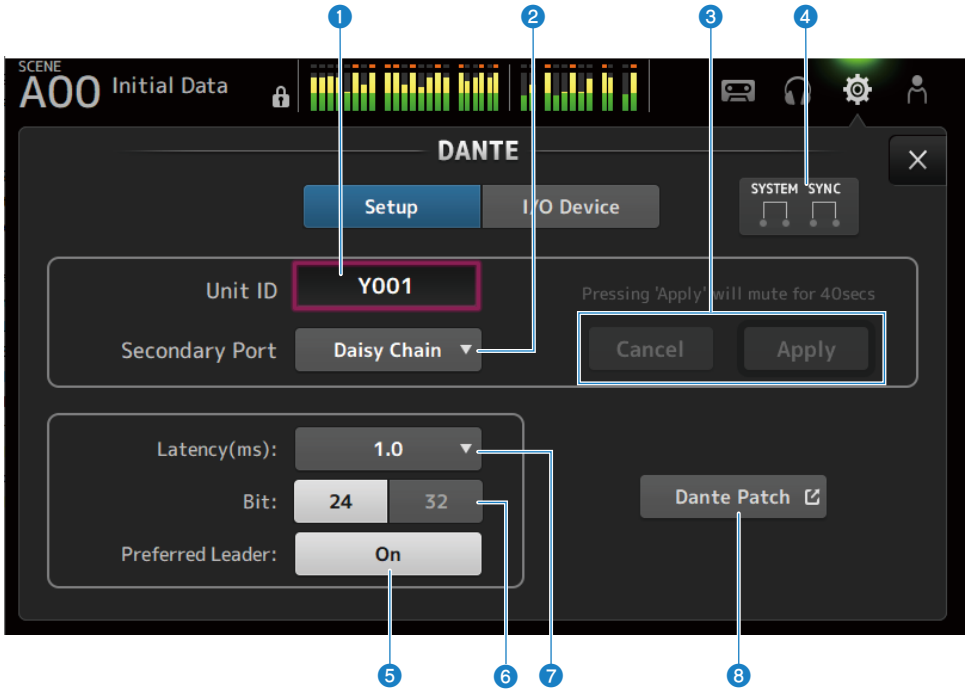 1 2 3 4
SCENE
A00 Initial Data
DANTE
Setup I/O Device
SYSTEM SYNC
Unit ID Y001
Pressing 'Apply' will mute for 40secs
Secondary Port Daisy Chain Cancel Apply
Latency(ms): 1.0
Bit: 24 32
Dante Patch
Preferred Leader: On
5 6 7 8